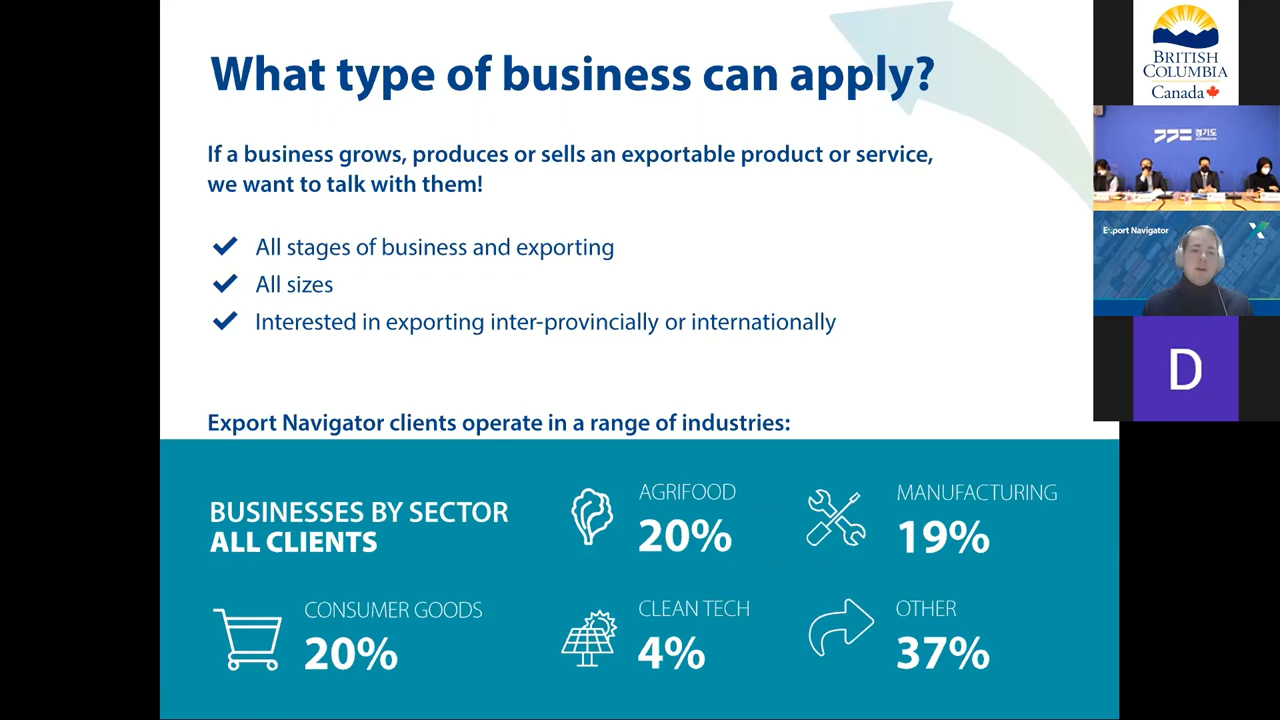 What type of business can apply?
If a business grows, produces or sells an exportable product or service,
we want to talk with them!
All stages of business and exporting
All sizes
Interested in exporting inter-provincially or internationally
Export Navigator clients operate in a range of industries:
BUSINESSES BY SECTOR
ALL CLIENTS
AGRIFOOD
20%
MANUFACTURING
19%
CONSUMER GOODS
20%
CLEAN TECH
4%
OTHER
37%
BRITISH
COLUMBIA
Canada
경기도
Export Navigator
D